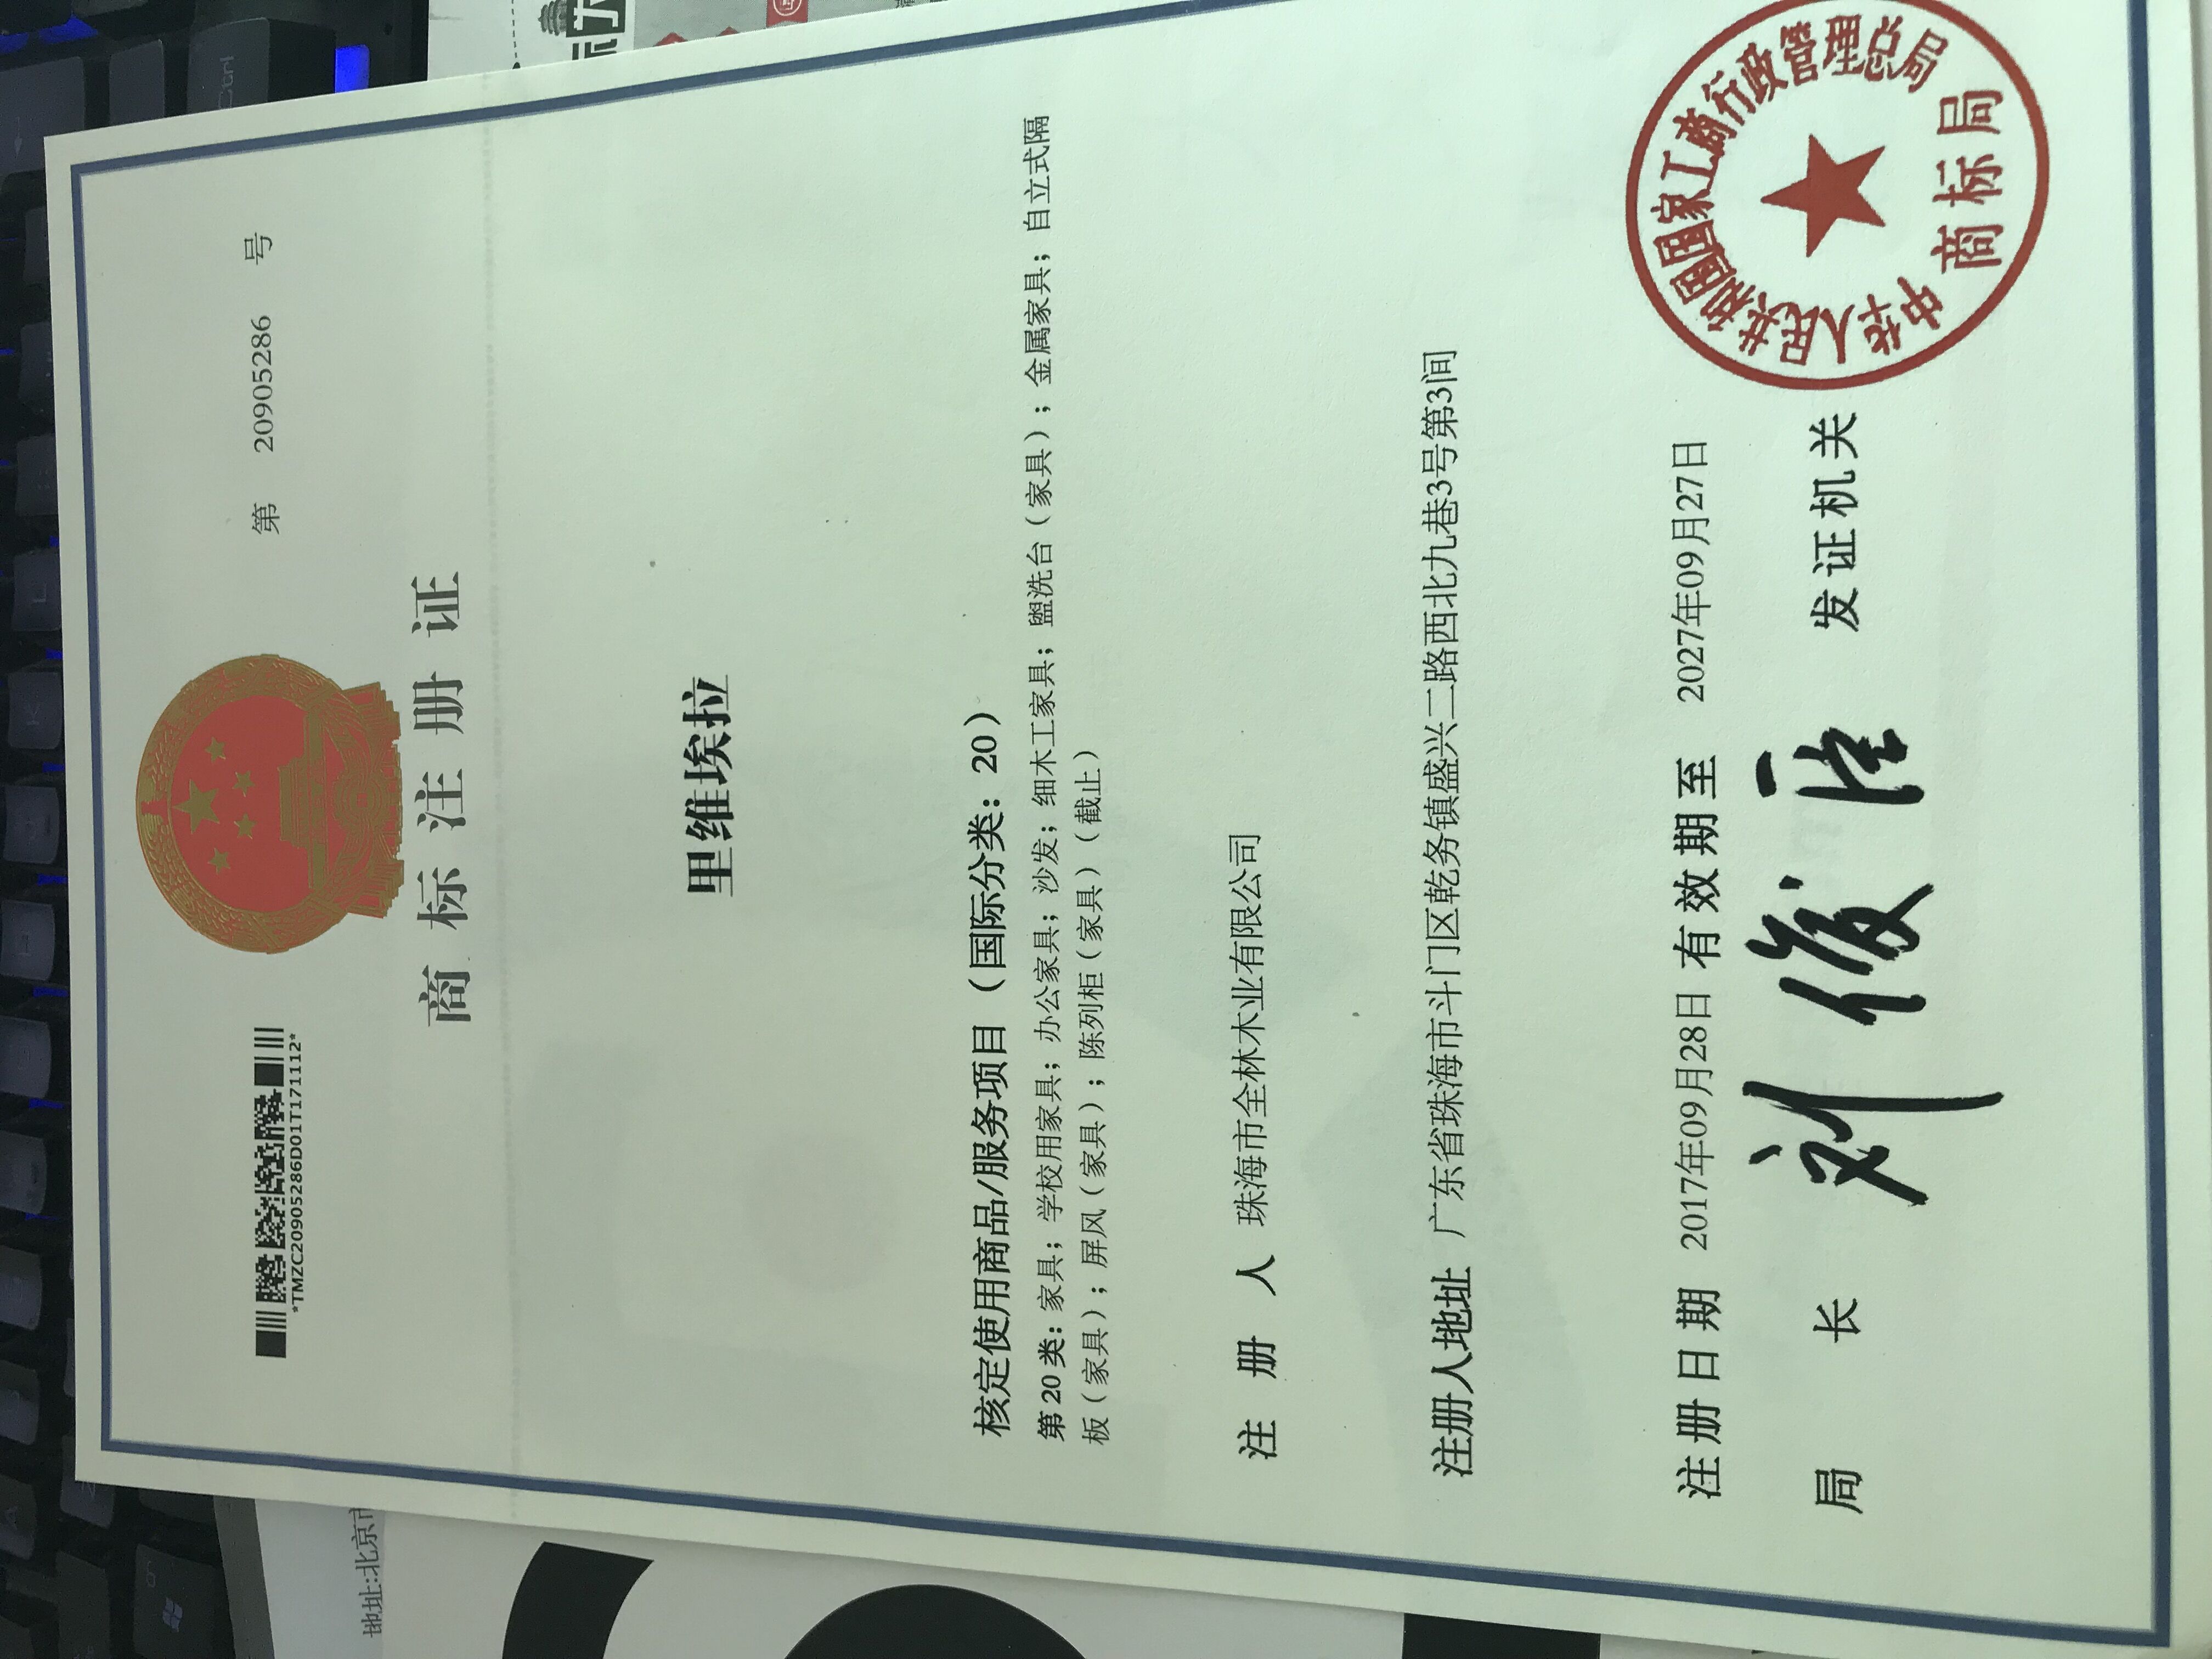 第 20905286 号
*TMZC20905286D01T171112*
商标注册证
里维埃拉
核定使用商品/服务项目（国际分类：20）
第20类：家具；学校用家具；办公家具；沙发；细木工家具；盥洗台（家具）；金属家具；自立式隔
板（家具）；屏风（家具）；陈列柜（家具）（截止）
注册人 珠海市全林木业有限公司
注册人地址 广东省珠海市斗门区乾务镇盛兴二路西北九巷3号第3间
注册日期 2017年09月28日 有效期至 2027年09月27日
局长 刘俊臣 发证机关
中华人民共和国国家工商行政管理总局
商标局
地址:北京市
Ctrl